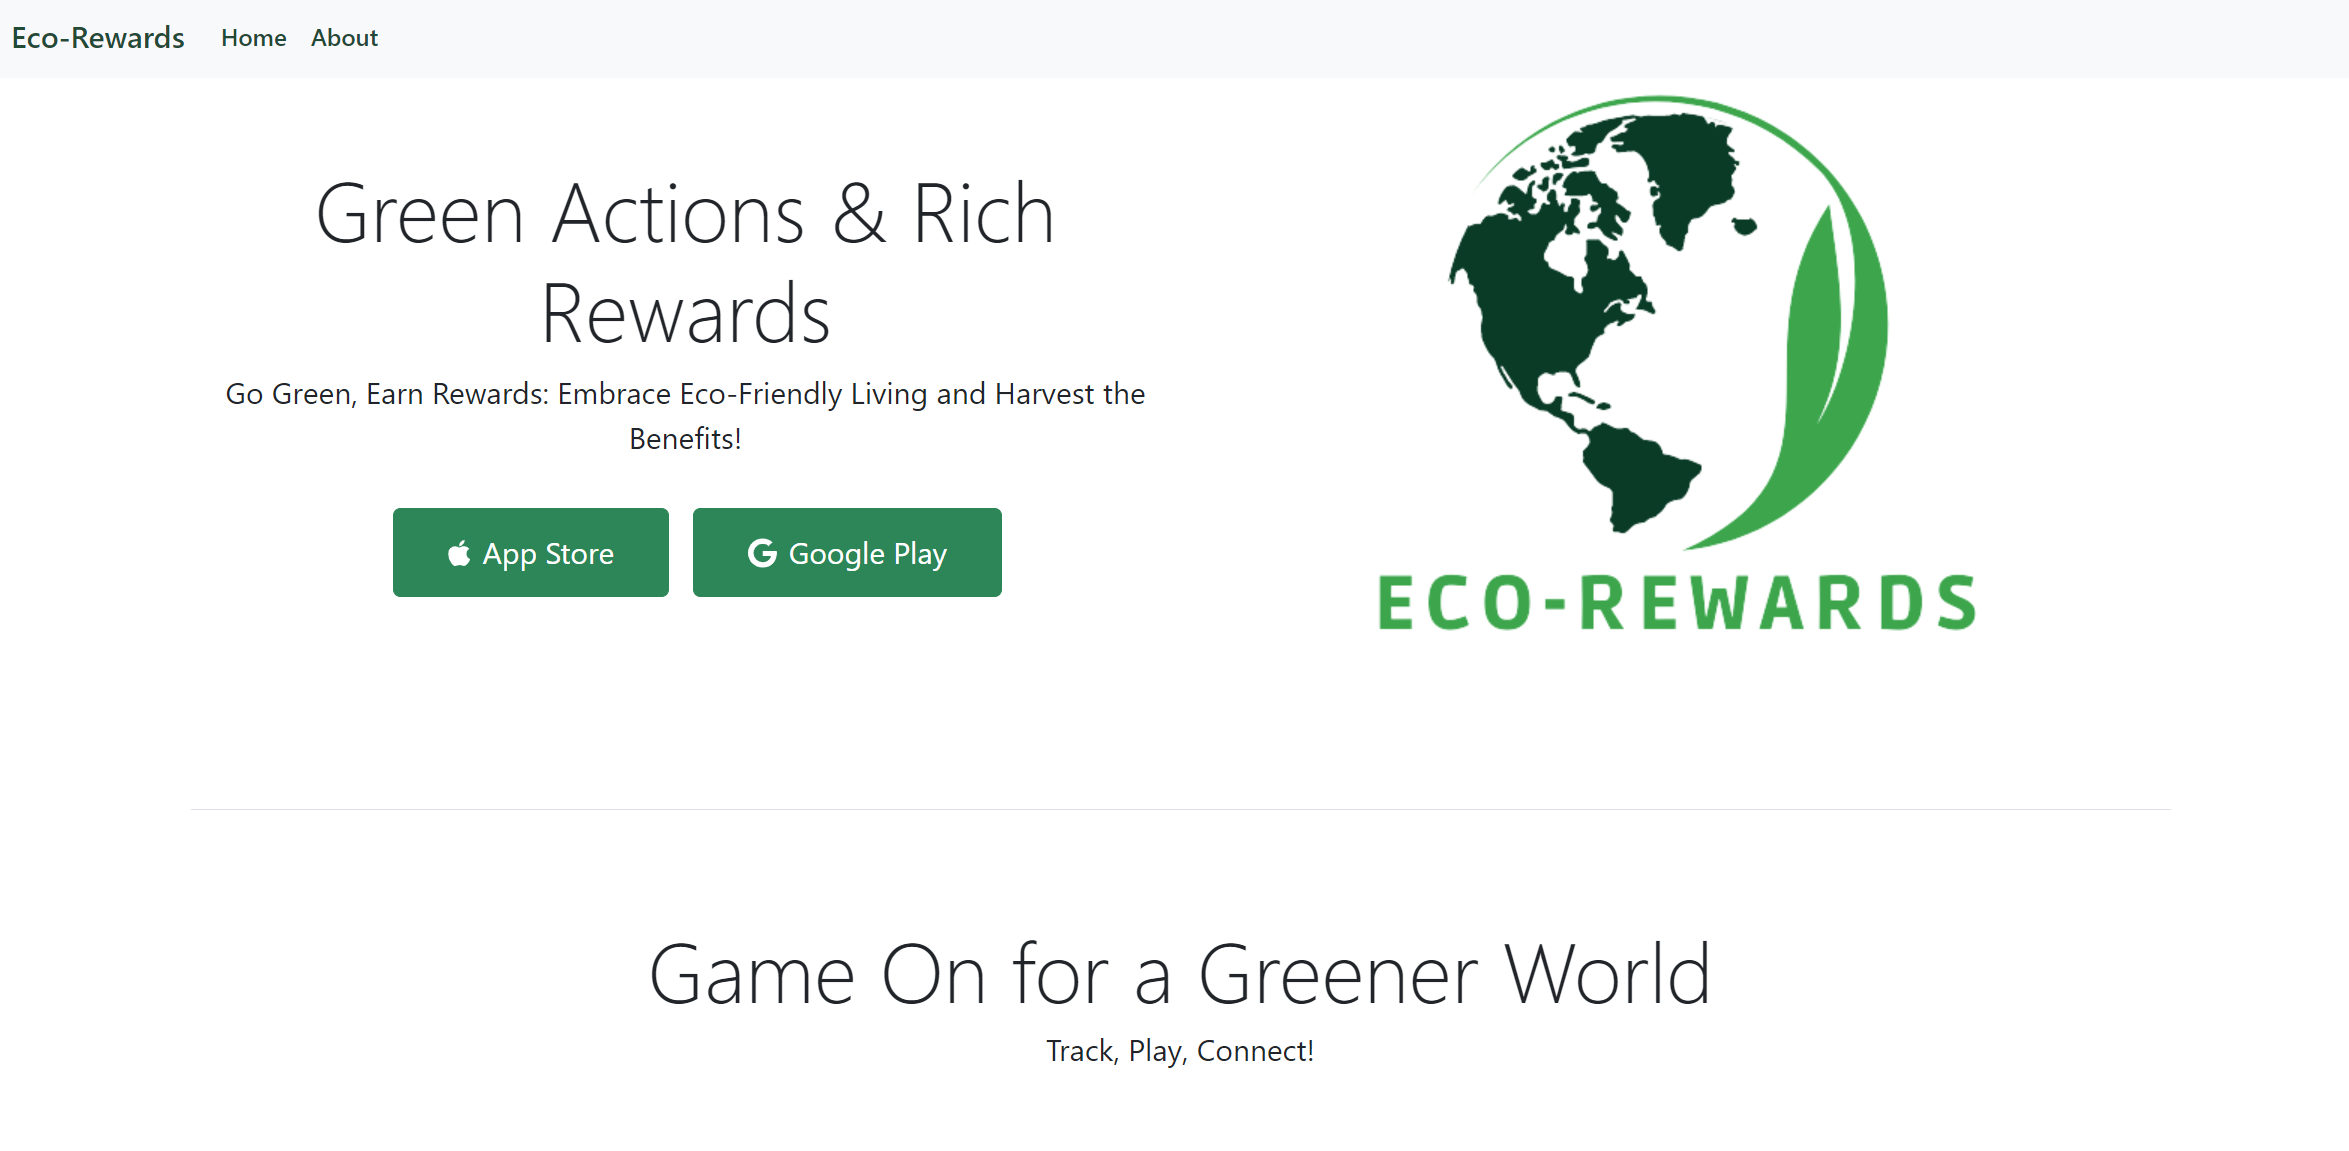 Eco-Rewards Home About
Green Actions & Rich
Rewards
Go Green, Earn Rewards: Embrace Eco-Friendly Living and Harvest the
Benefits!
App Store Google Play
ECO-REWARDS
Game On for a Greener World
Track, Play, Connect!